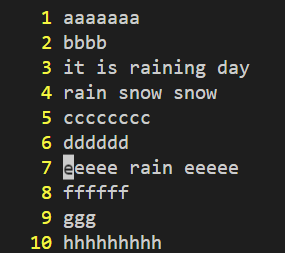 1 aaaaaaa
2 bbbb
3 it is raining day
4 rain snow snow
5 cccccccc
6 dddddd
7 eeeee rain eeeee
8 ffffff
9 ggg
10 hhhhhhhhh